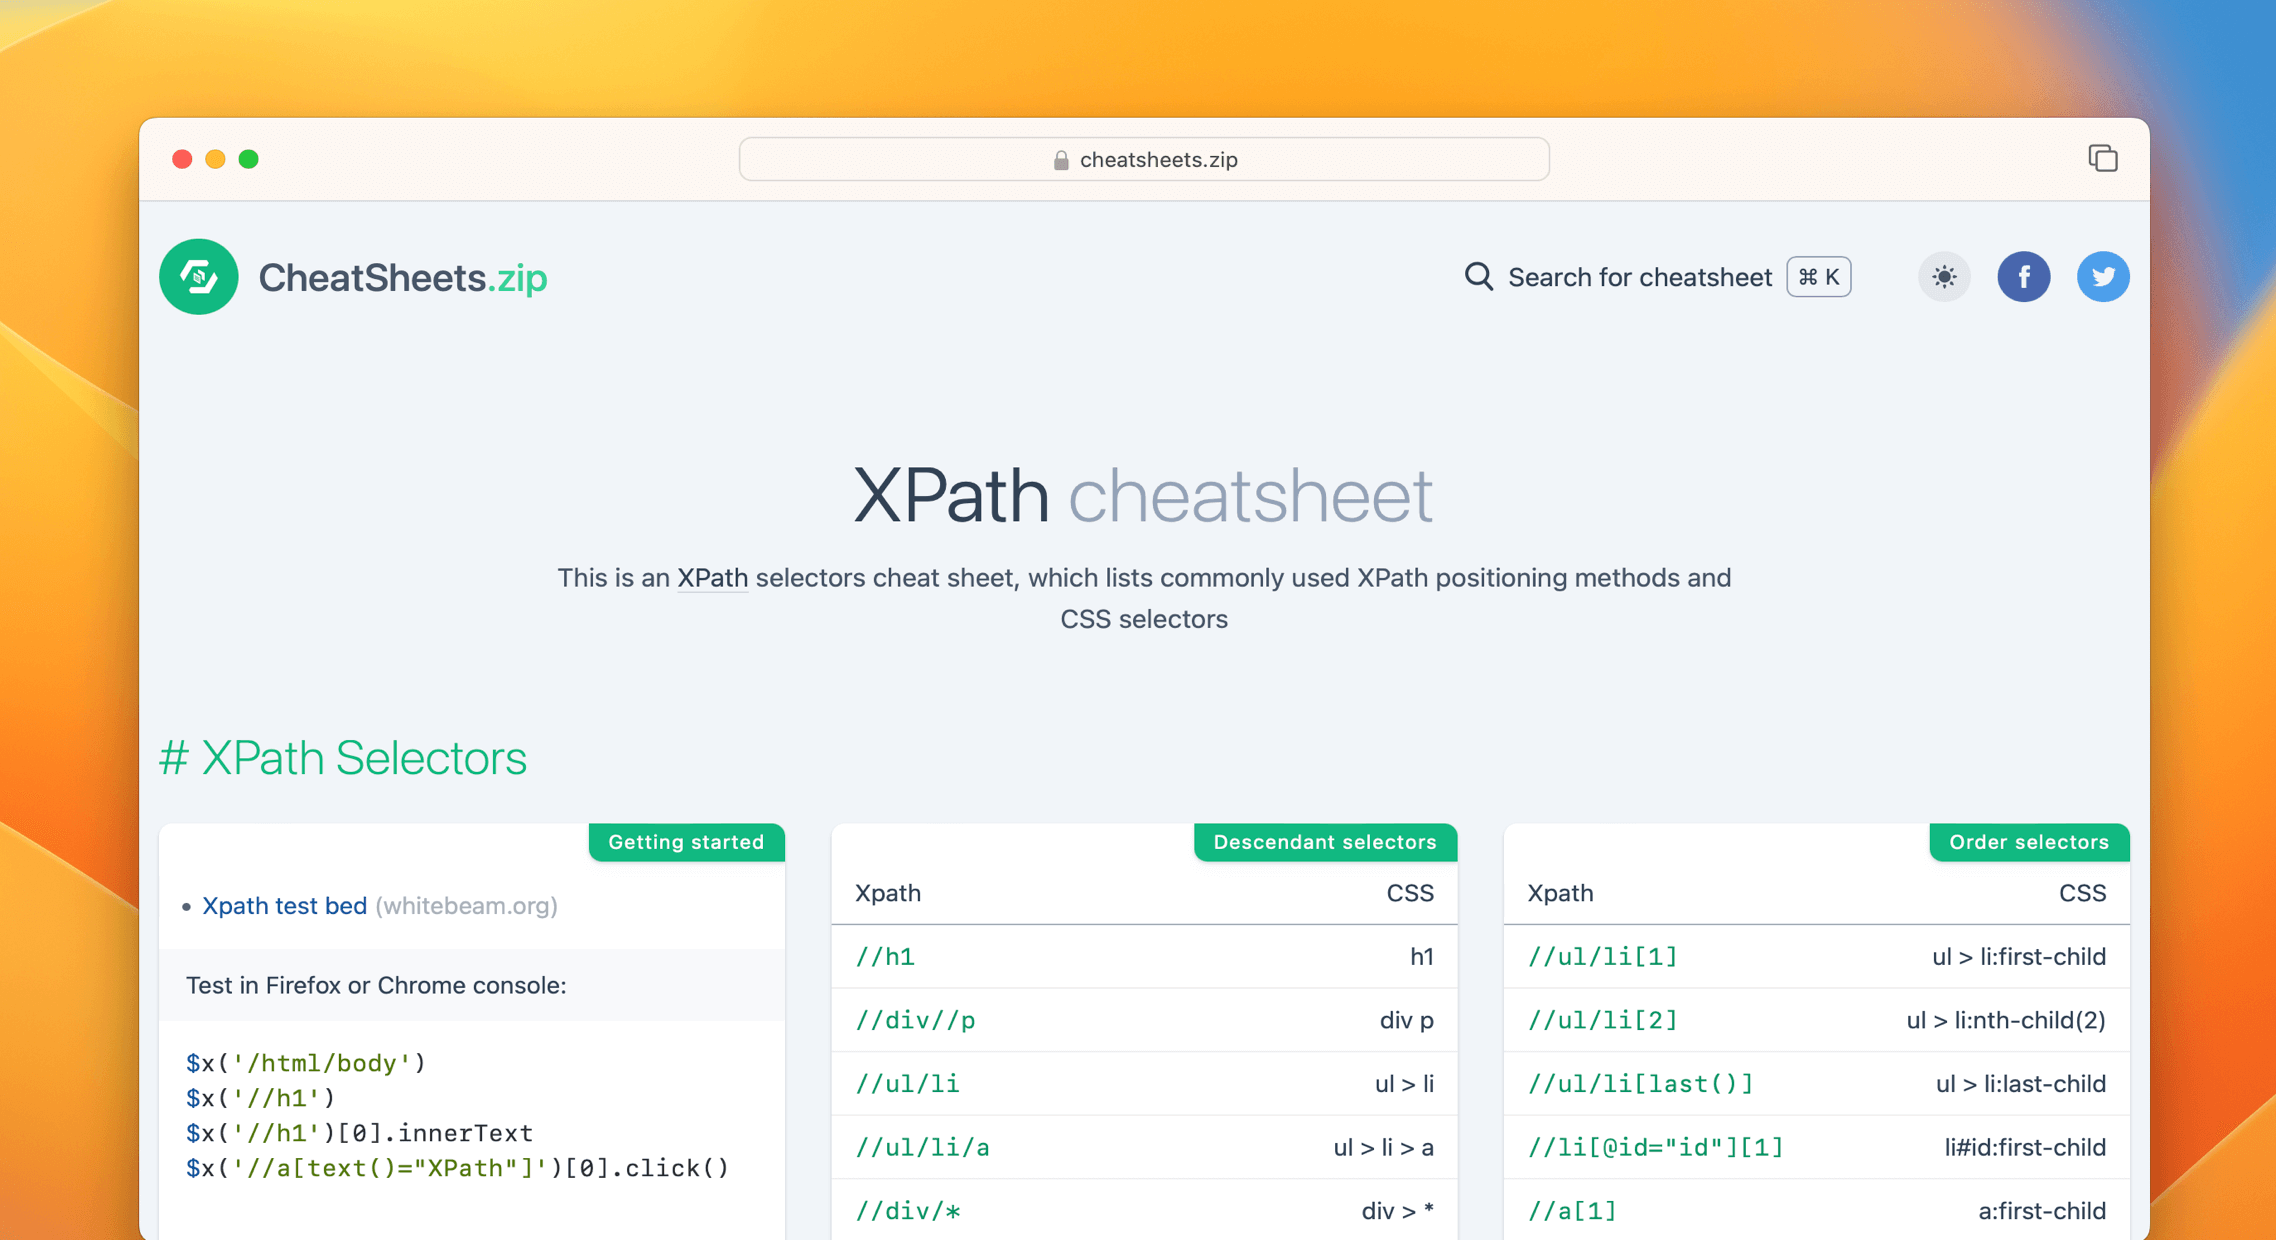 cheatsheets.zip
CheatSheets.zip
Search for cheatsheet ⌘ K
f
XPath cheatsheet
This is an XPath selectors cheat sheet, which lists commonly used XPath positioning methods and
CSS selectors
# XPath Selectors
Getting started
• Xpath test bed (whitebeam.org)
Test in Firefox or Chrome console:
$x('/html/body')
$x('//h1')
$x('//h1')[0].innerText
$x('//a[text()="XPath"]')[0].click()
Descendant selectors
Xpath CSS
//h1 h1
//div//p div p
//ul/li ul > li
//ul/li/a ul > li > a
//div/* div > *
Order selectors
Xpath CSS
//ul/li[1] ul > li:first-child
//ul/li[2] ul > li:nth-child(2)
//ul/li[last()] ul > li:last-child
//li[@id="id"][1] li#id:first-child
//a[1] a:first-child